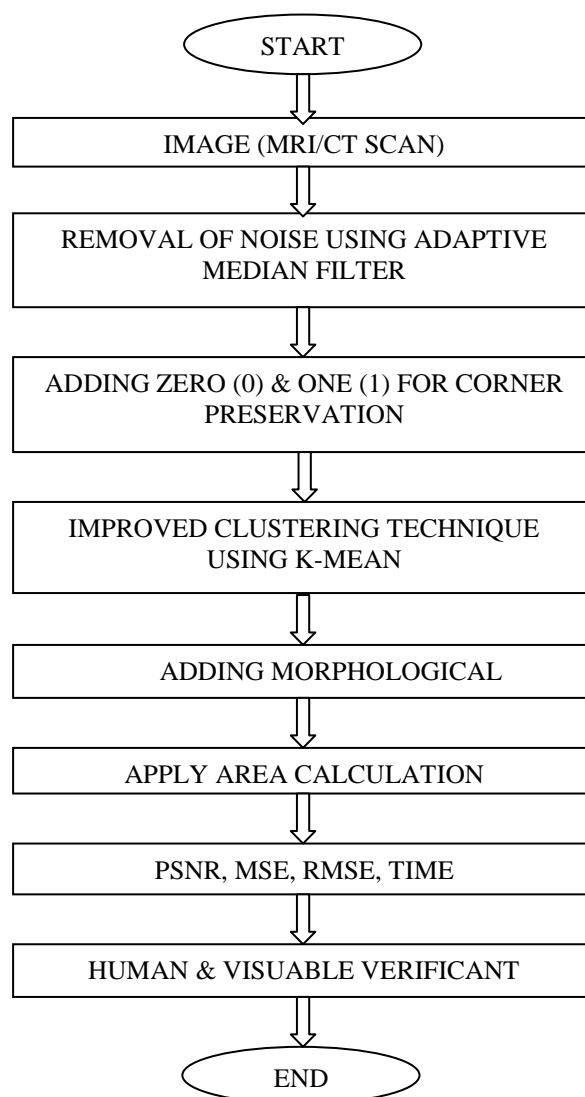 START
IMAGE (MRI/CT SCAN)
REMOVAL OF NOISE USING ADAPTIVE
MEDIAN FILTER
ADDING ZERO (0) & ONE (1) FOR CORNER
PRESERVATION
IMPROVED CLUSTERING TECHNIQUE
USING K-MEAN
ADDING MORPHOLOGICAL
APPLY AREA CALCULATION
PSNR, MSE, RMSE, TIME
HUMAN & VISUABLE VERIFICANT
END